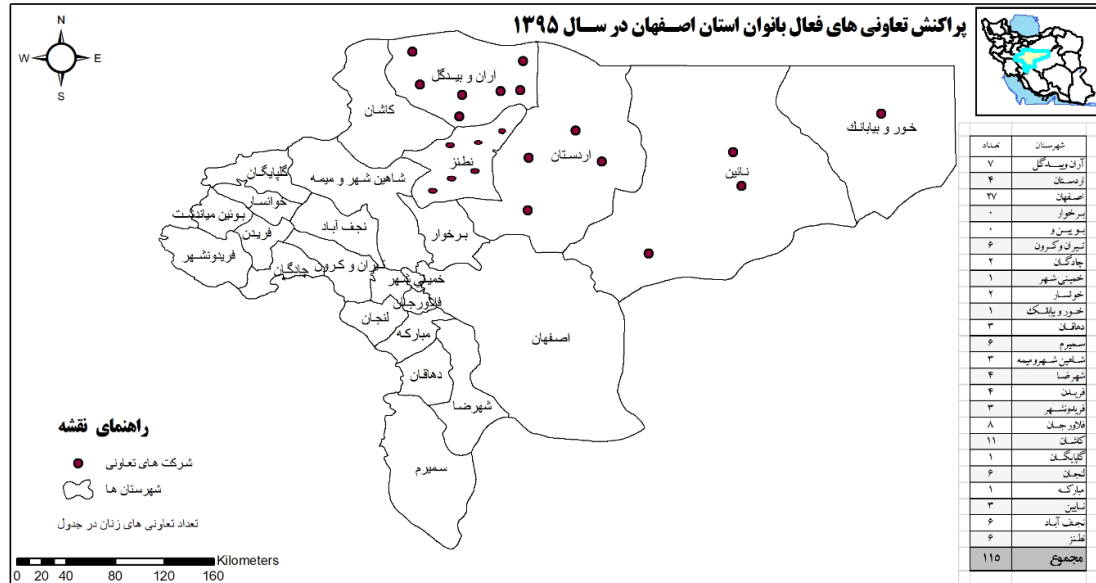 پراکنش تعاونی های فعال بانوان استان اصفهان در سال ۱۳۹۵
N
W E
S
آران و بیدگل
کاشان
خور و بیابانک
نطنز
اردستان
نائین
گلپایگان
شاهین شهر و میمه
خوانسار
بوئین میاندشت
نجف آباد
برخوار
فریدن
فریدونشهر
تیران و کرون
چادگان
خمینی شهر
فلاورجان
لنجان
اصفهان
مبارکه
دهاقان
شهرضا
سمیرم
راهنمای نقشه
شرکت های تعاونی
شهرستان ها
تعداد تعاونی های زنان در جدول
Kilometers
0 20 40 80 120 160
شهرستان تعداد
آران وبیدگل ۷
اردستان ۴
اصفهان ۲۷
برخوار ۰
بویین و ۰
تیران وکرون ۶
چادگان ۲
خمینی شهر ۱
خوانسار ۲
خور و بیابانک ۱
دهاقان ۳
سمیرم ۶
شاهین شهرومیمه ۳
شهرضا ۴
فریدن ۴
فریدونشهر ۳
فلاورجان ۸
کاشان ۱۱
گلپایگان ۱
لنجان ۶
مبارکه ۱
نایین ۳
نجف آباد ۶
نطنز ۶
مجموع ۱۱۵